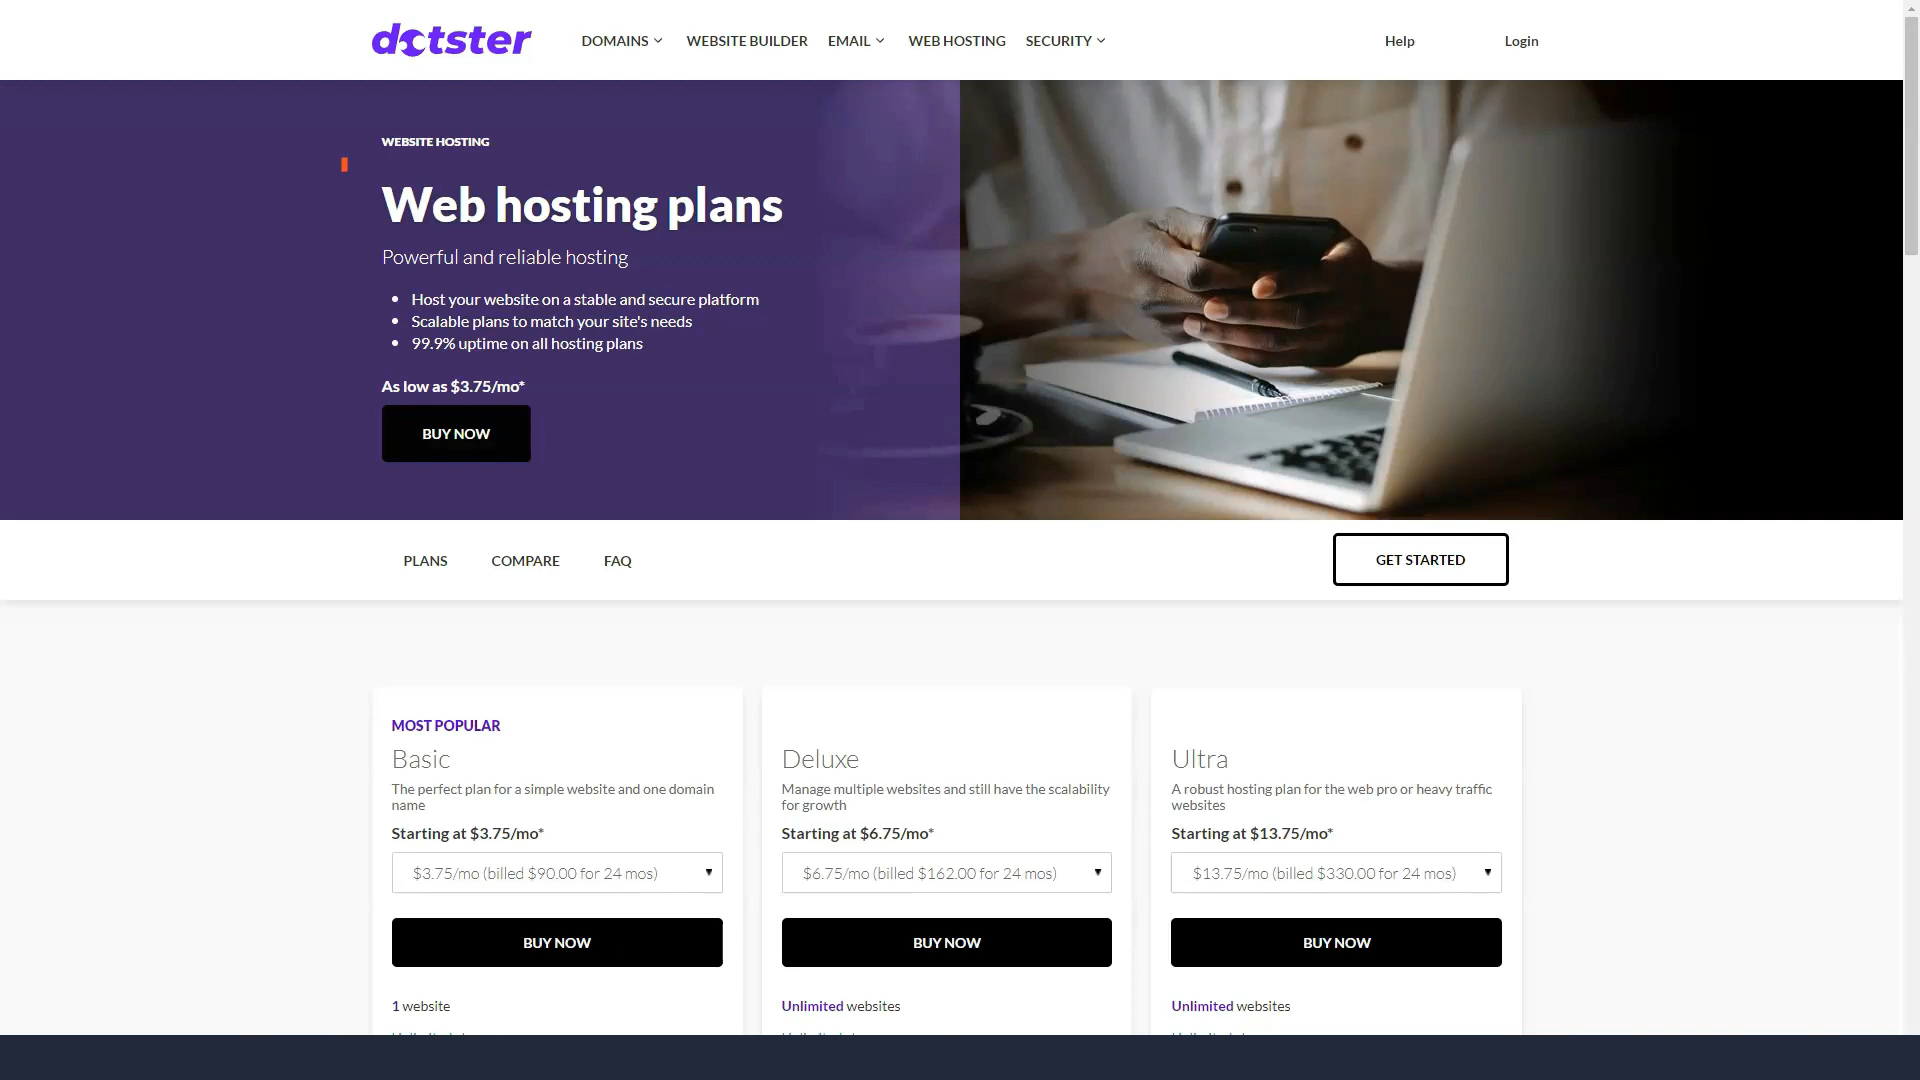 dotster
DOMAINS
WEBSITE BUILDER
EMAIL
WEB HOSTING
SECURITY
Help
Login
WEBSITE HOSTING
Web hosting plans
Powerful and reliable hosting
Host your website on a stable and secure platform
Scalable plans to match your site's needs
99.9% uptime on all hosting plans
As low as $3.75/mo*
BUY NOW
PLANS
COMPARE
FAQ
GET STARTED
MOST POPULAR
Basic
The perfect plan for a simple website and one domain
name
Starting at $3.75/mo*
$3.75/mo (billed $90.00 for 24 mos)
BUY NOW
1 website
Deluxe
Manage multiple websites and still have the scalability
for growth
Starting at $6.75/mo*
$6.75/mo (billed $162.00 for 24 mos)
BUY NOW
Unlimited websites
Ultra
A robust hosting plan for the web pro or heavy traffic
websites
Starting at $13.75/mo*
$13.75/mo (billed $330.00 for 24 mos)
BUY NOW
Unlimited websites